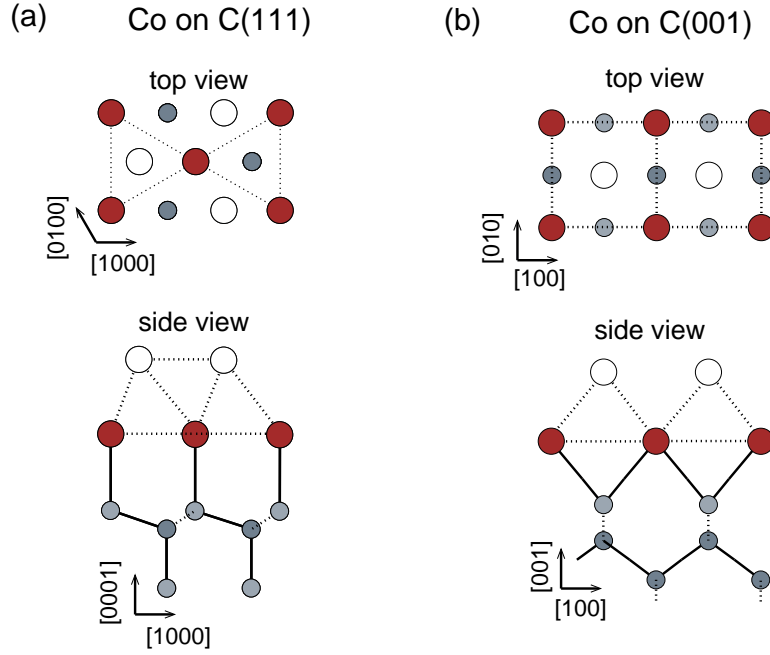 (a) Co on C(111)
top view
[0100]
[1000]
side view
[0001]
[1000]
(b) Co on C(001)
top view
[010]
[100]
side view
[001]
[100]